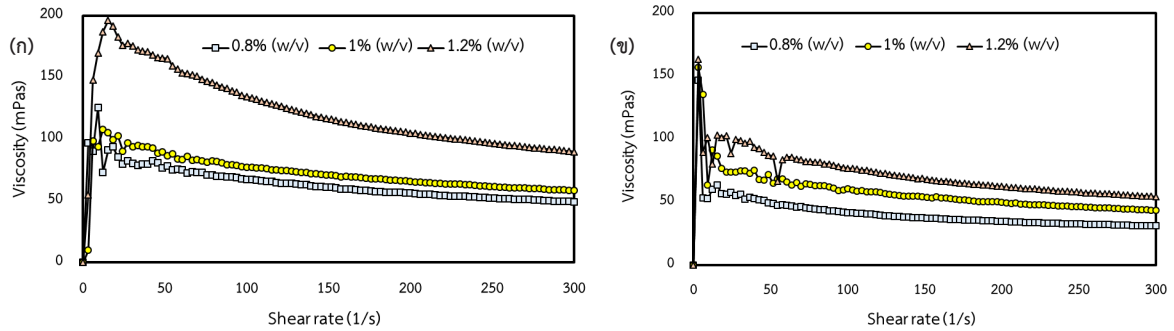 (ก)
0.8% (w/v) 1% (w/v) 1.2% (w/v)
Viscosity (mPas)
200
150
100
50
0
0 50 100 150 200 250 300
Shear rate (1/s)
(ข)
0.8% (w/v) 1% (w/v) 1.2% (w/v)
Viscosity (mPas)
200
150
100
50
0
0 50 100 150 200 250 300
Shear rate (1/s)